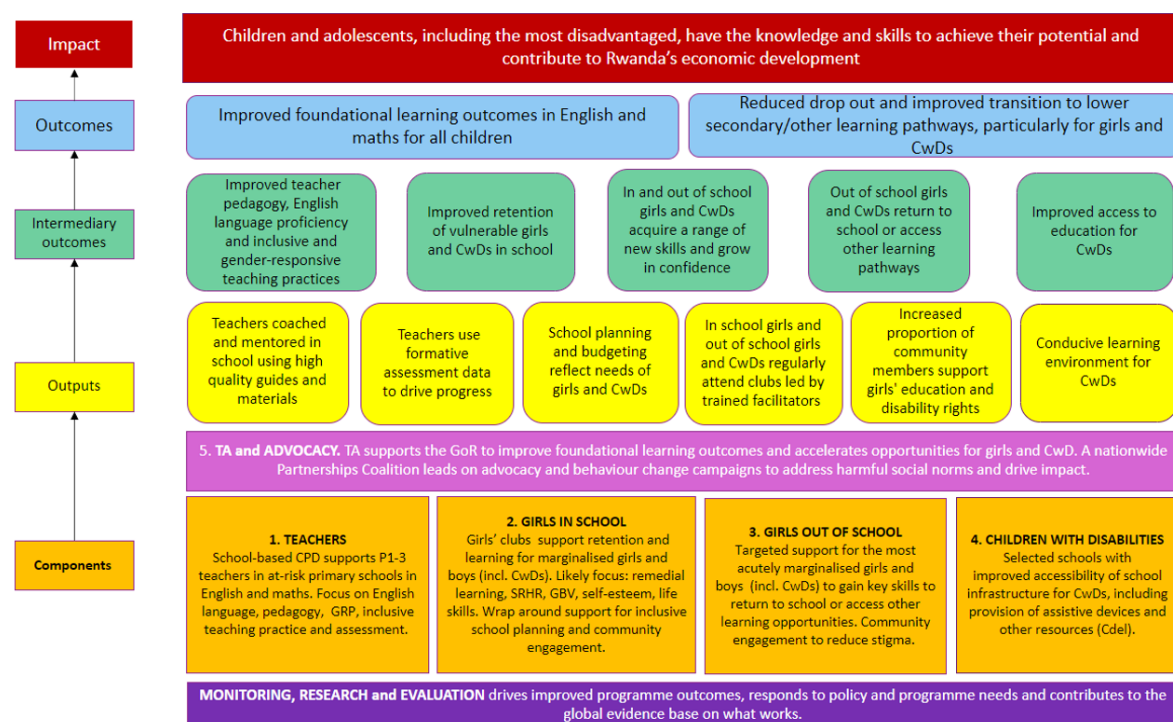 Impact
Children and adolescents, including the most disadvantaged, have the knowledge and skills to achieve their potential and
contribute to Rwanda's economic development
Outcomes
Improved foundational learning outcomes in English and
maths for all children
Reduced drop out and improved transition to lower
secondary/other learning pathways, particularly for girls and
CwDs
Intermediary
outcomes
Improved teacher
pedagogy, English
language proficiency
and inclusive and
gender-responsive
teaching practices
Improved retention
of vulnerable girls
and CwDs in school
In and out of school
girls and CwDs
acquire a range of
new skills and grow
in confidence
Out of school girls
and CwDs return to
school or access
other learning
pathways
Improved access to
education for
CwDs
Outputs
Teachers coached
and mentored in
school using high
quality guides and
materials
Teachers use
formative
assessment data
to drive progress
School planning
and budgeting
reflect needs of
girls and CwDs
In school girls and
out of school girls
and CwDs regularly
attend clubs led by
trained facilitators
Increased
proportion of
community
members support
girls' education and
disability rights
Conducive learning
environment for
CwDs
5. TA and ADVOCACY. TA supports the GoR to improve foundational learning outcomes and accelerates opportunities for girls and CwD. A nationwide
Partnerships Coalition leads on advocacy and behaviour change campaigns to address harmful social norms and drive impact.
Components
1. TEACHERS
School-based CPD supports P1-3
teachers in at-risk primary schools in
English and maths. Focus on English
language, pedagogy, GRP, inclusive
teaching practice and assessment.
2. GIRLS IN SCHOOL
Girls' clubs support retention and
learning for marginalised girls and
boys (incl. CwDs). Likely focus: remedial
learning, SRHR, GBV, self-esteem, life
skills. Wrap around support for inclusive
school planning and community
engagement.
3. GIRLS OUT OF SCHOOL
Targeted support for the most
acutely marginalised girls and
boys (incl. CwDs) to gain key skills to
return to school or access other
learning opportunities. Community
engagement to reduce stigma.
4. CHILDREN WITH DISABILITIES
Selected schools with
improved accessibility of school
infrastructure for CwDs, including
provision of assistive devices and
other resources (Cdel).
MONITORING, RESEARCH and EVALUATION drives improved programme outcomes, responds to policy and programme needs and contributes to the
global evidence base on what works.